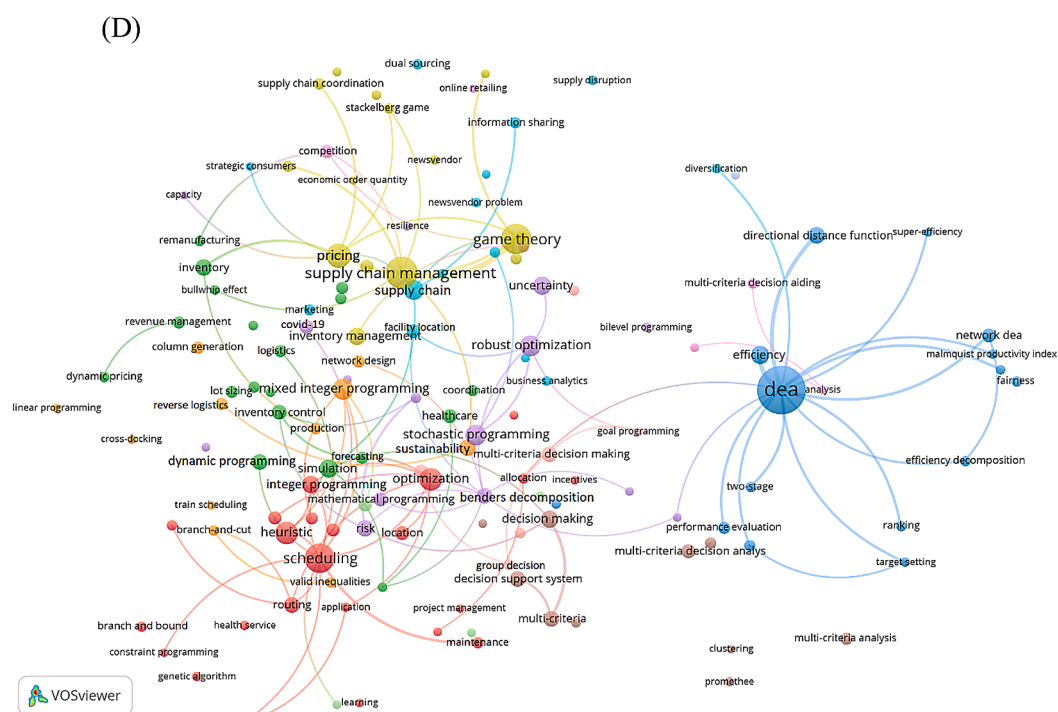 (D)
dual sourcing
supply chain coordination
supply disruption
online retailing
stackelberg game
information sharing
competition
newsvendor
strategic consumers
diversification
economic order quantity
capacity
newsvendor problem
resilience
remanufacturing
game theory
directional distance function
super-efficiency
pricing
inventory
supply chain management
bullwhip effect
supply chain
uncertainty
multi-criteria decision aiding
marketing
revenue management
covid-19
facility location
bilevel programming
inventory management
network dea
column generation
logistics
robust optimization
efficiency
malmquist productivity index
network design
dynamic pricing
business analytics
fairness
lot sizing
mixed integer programming
coordination
dea
analysis
linear programming
reverse logistics
inventory control
healthcare
production
goal programming
cross-docking
stochastic programming
sustainability
multi-criteria decision making
dynamic programming
forecasting
efficiency decomposition
simulation
integer programming
optimization
allocation
incentives
two-stage
mathematical programming
benders decomposition
train scheduling
decision making
branch-and-cut
heuristic
risk
location
performance evaluation
ranking
multi-criteria decision analys
scheduling
group decision
target setting
valid inequalities
decision support system
routing
application
project management
multi-criteria
branch and bound
health service
maintenance
multi-criteria analysis
constraint programming
clustering
genetic algorithm
promethee
learning
VOSviewer